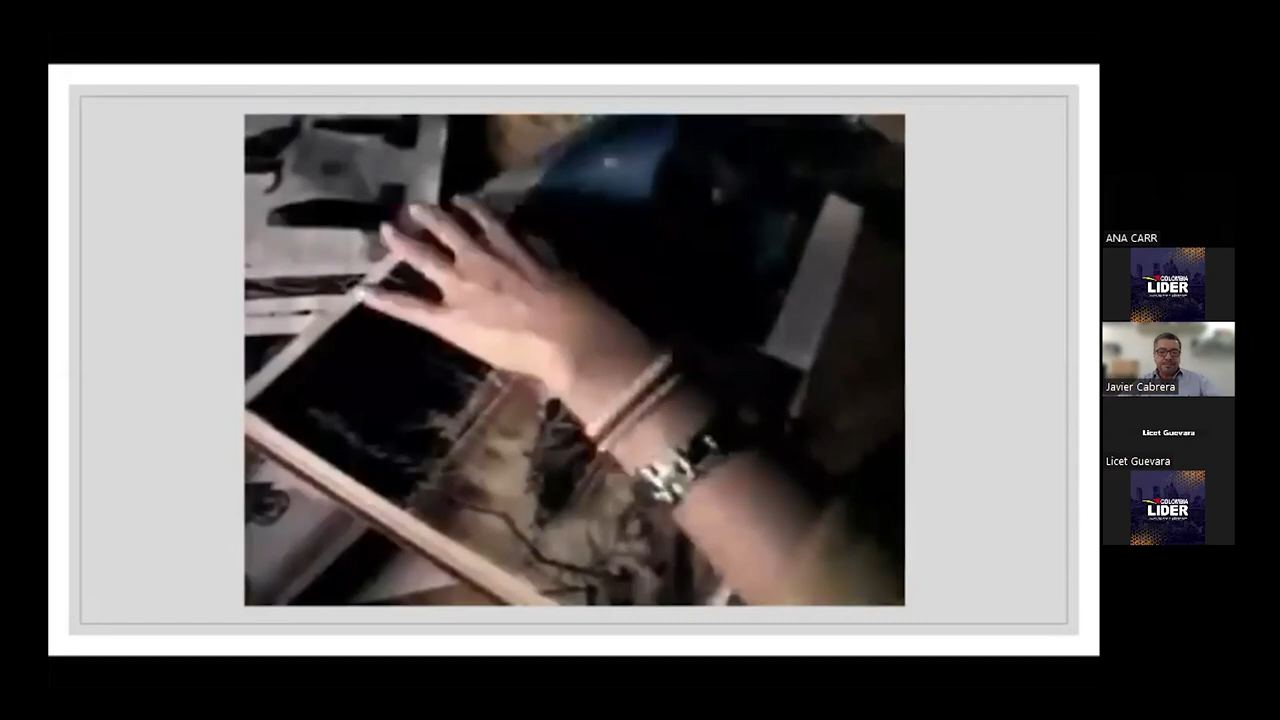 ANA CARR
COLOMBIA
LIDER
Javier Cabrera
Licet Guevara
Licet Guevara
COLOMBIA
LIDER